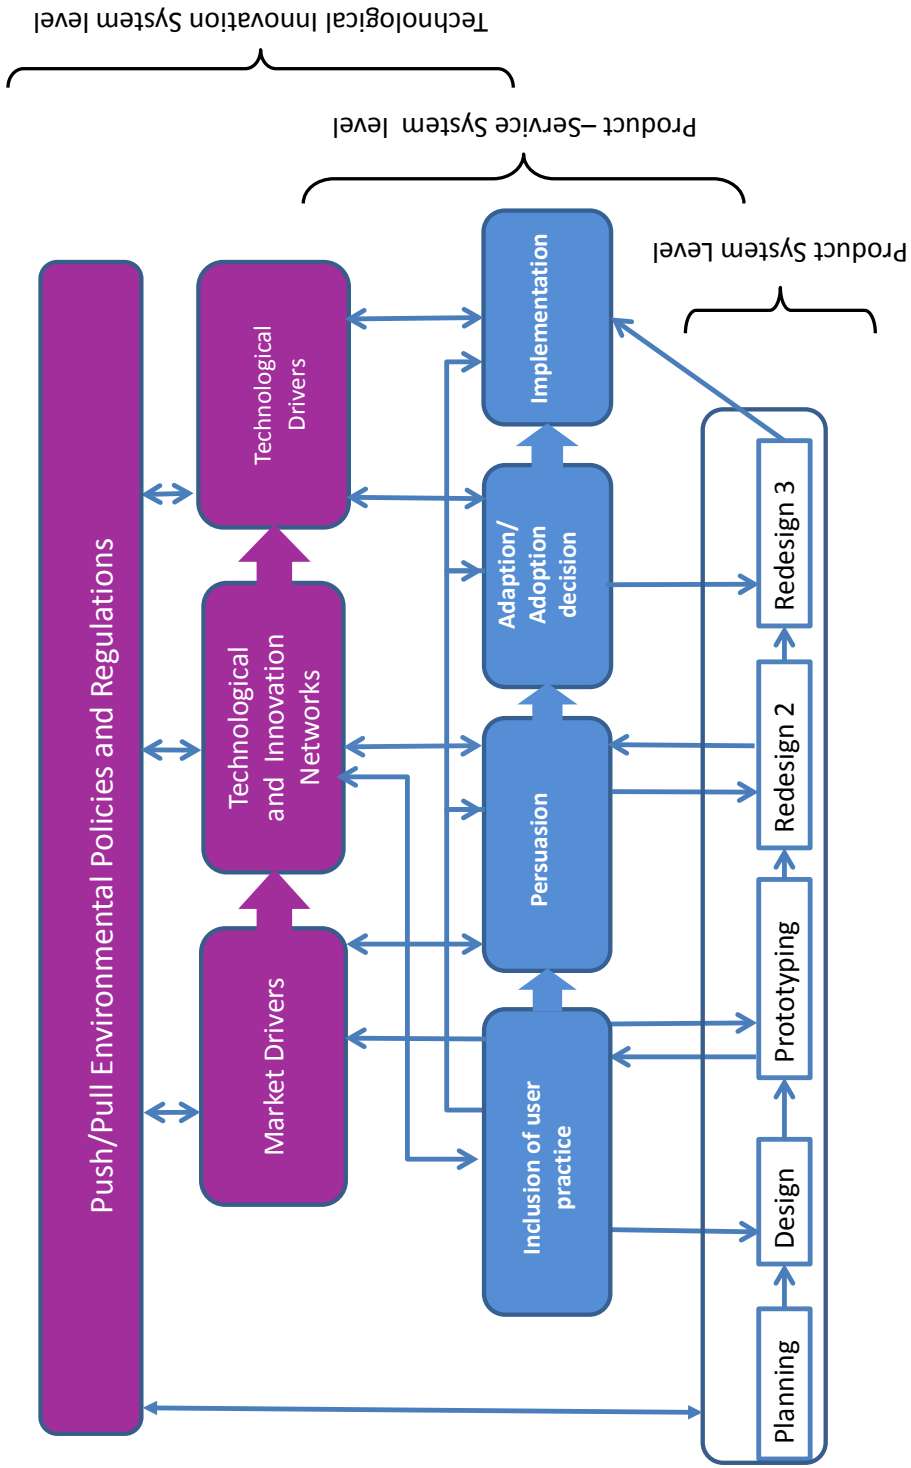 Push/Pull Environmental Policies and Regulations
Market Drivers
Technological
and Innovation
Networks
Technological
Drivers
Inclusion of user
practice
Persuasion
Adaption/
Adoption
decision
Implementation
Planning
Design
Prototyping
Redesign 2
Redesign 3
Technological Innovation System level
Product –Service System level
Product System Level